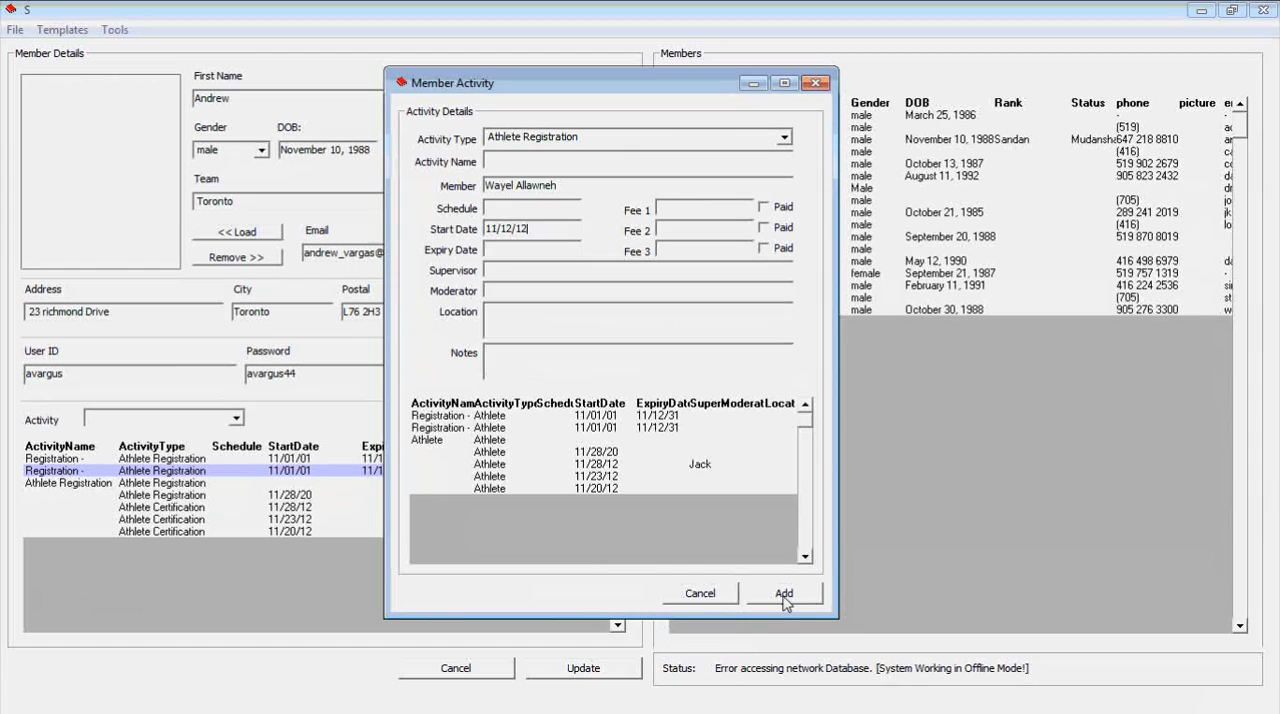 S
File Templates Tools
Member Details
First Name
Andrew
Gender DOB:
male November 10, 1988
Team
Toronto
<< Load Email
Remove >> andrew_vargas@
Address City Postal
23 richmond Drive Toronto L76 2H3
User ID Password
avargus avargus44
Activity
ActivityName ActivityType Schedule StartDate
Registration - Athlete Registration 11/01/01
Registration - Athlete Registration 11/01/01
Athlete Registration Athlete Registration
Athlete Registration 11/28/20
Athlete Certification 11/28/12
Athlete Certification 11/23/12
Athlete Certification 11/20/12
Cancel Update
Member Activity
Activity Details
Activity Type Athlete Registration
Activity Name
Member Wayel Allawneh
Schedule Fee 1 Paid
Start Date 11/12/12 Fee 2 Paid
Expiry Date Fee 3 Paid
Supervisor
Moderator
Location
Notes
ActivityNam ActivityType Schedu StartDate ExpiryDate Super Moderat Locat
Registration - Athlete 11/01/01 11/12/31
Registration - Athlete 11/01/01 11/12/31
Athlete Athlete
Athlete 11/28/20
Athlete 11/28/12 Jack
Athlete 11/23/12
Athlete 11/20/12
Cancel Add
Members
Gender DOB Rank Status phone picture
male March 25, 1986 -
male (519)
male November 10, 1988 Sandan Mudansha 647 218 8810
male (416)
male October 13, 1987 519 902 2679
male August 11, 1992 905 823 2432
Male
male (705)
male October 21, 1985 289 241 2019
male (416)
male September 20, 1988 519 870 8019
male
male May 12, 1990 416 498 6979
female September 21, 1987 519 757 1319
male February 11, 1991 416 224 2536
male (705)
male October 30, 1988 905 276 3300
Status: Error accessing network Database. [System Working in Offline Mode!]